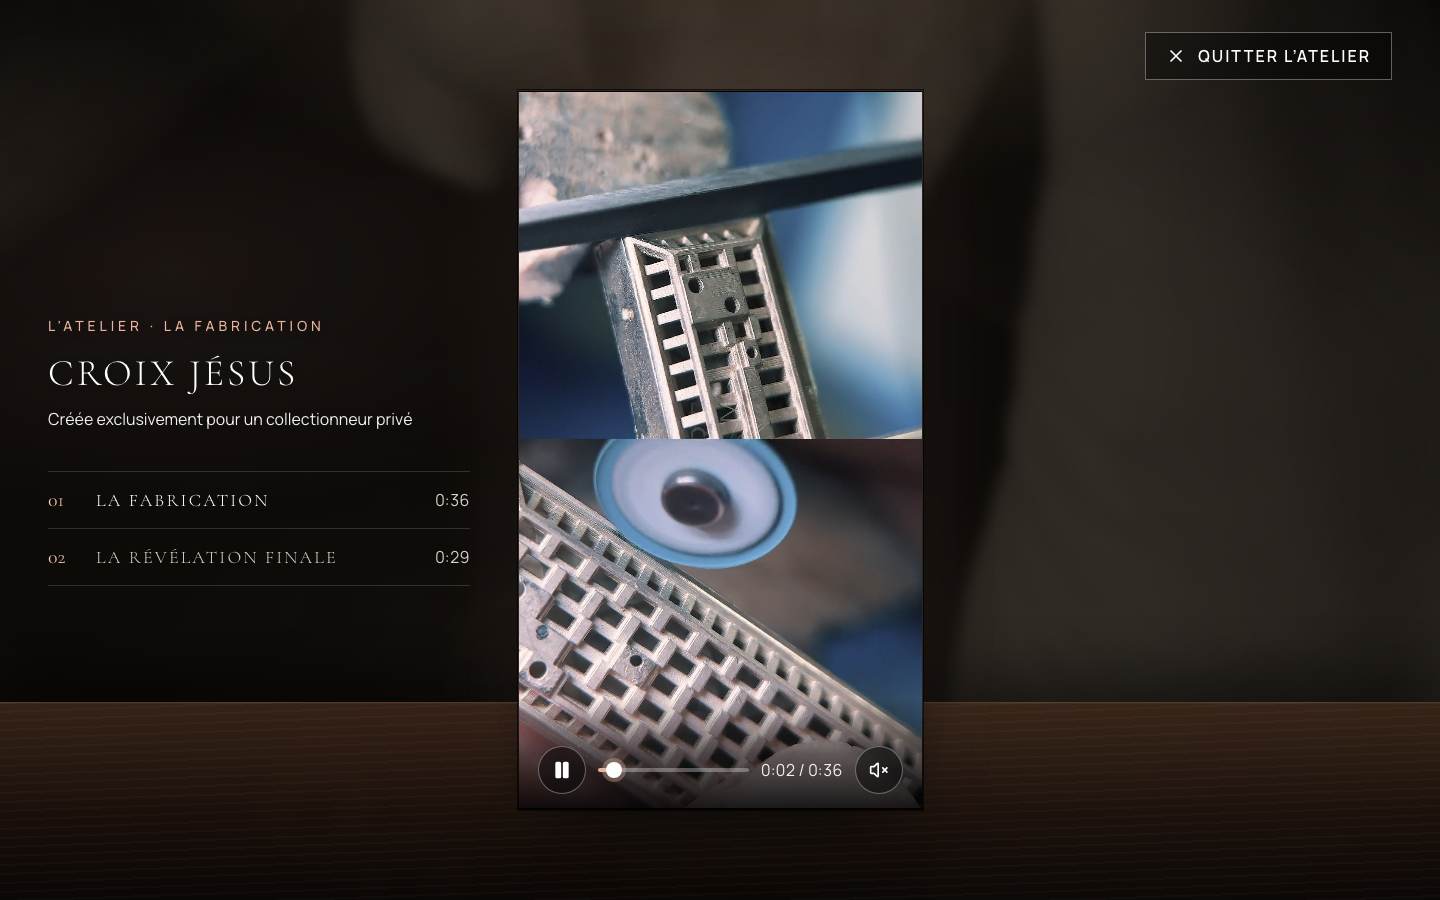 QUITTER L'ATELIER
L'ATELIER · LA FABRICATION
CROIX JÉSUS
Créée exclusivement pour un collectionneur privé
01 LA FABRICATION 0:36
02 LA RÉVÉLATION FINALE 0:29
0:02 / 0:36